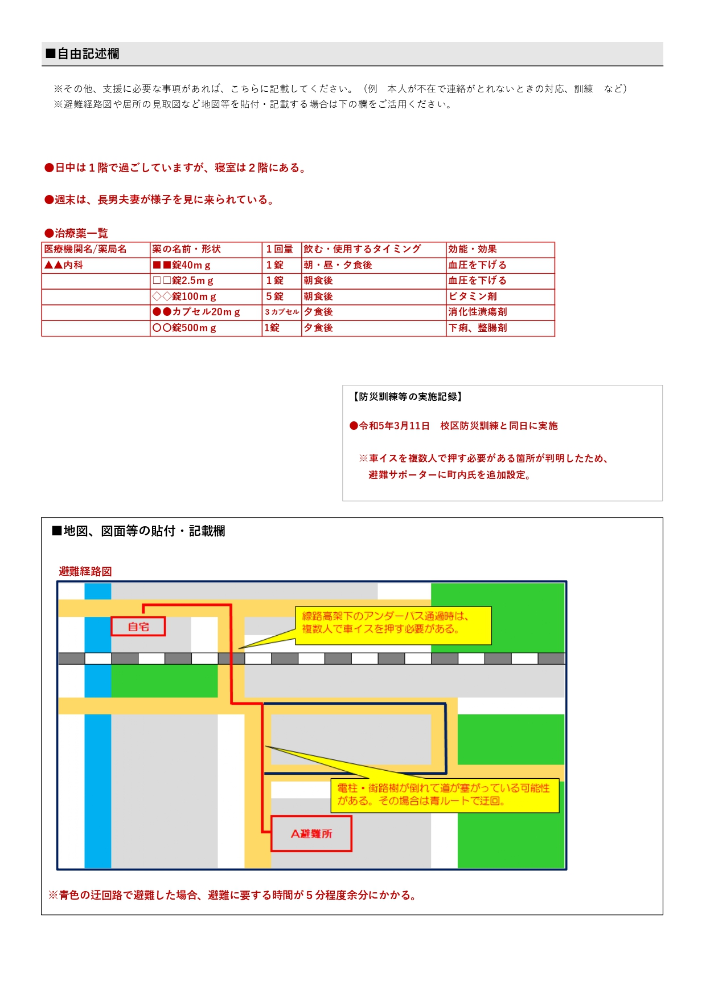 ■自由記述欄
※その他、支援に必要な事項があれば、こちらに記載してください。（例　本人が不在で連絡がとれないときの対応、訓練　など）
※避難経路図や居所の見取図など地図等を貼付・記載する場合は下の欄をご活用ください。
●日中は１階で過ごしていますが、寝室は２階にある。
●週末は、長男夫妻が様子を見に来られている。
●治療薬一覧
医療機関名/薬局名 薬の名前・形状 １回量 飲む・使用するタイミング 効能・効果
▲▲内科 ■■錠40mｇ １錠 朝・昼・夕食後 血圧を下げる
□□錠2.5mｇ １錠 朝食後 血圧を下げる
◇◇錠100mｇ ５錠 朝食後 ビタミン剤
●●カプセル20mｇ ３カプセル 夕食後 消化性潰瘍剤
〇〇錠500mｇ 1錠 夕食後 下痢、整腸剤
【防災訓練等の実施記録】
●令和5年3月11日　校区防災訓練と同日に実施
※車イスを複数人で押す必要がある箇所が判明したため、
避難サポーターに町内氏を追加設定。
■地図、図面等の貼付・記載欄
避難経路図
線路高架下のアンダーパス通過時は、
複数人で車イスを押す必要がある。
自宅
電柱・街路樹が倒れて道が塞がっている可能性
がある。その場合は青ルートで迂回。
A避難所
※青色の迂回路で避難した場合、避難に要する時間が５分程度余分にかかる。